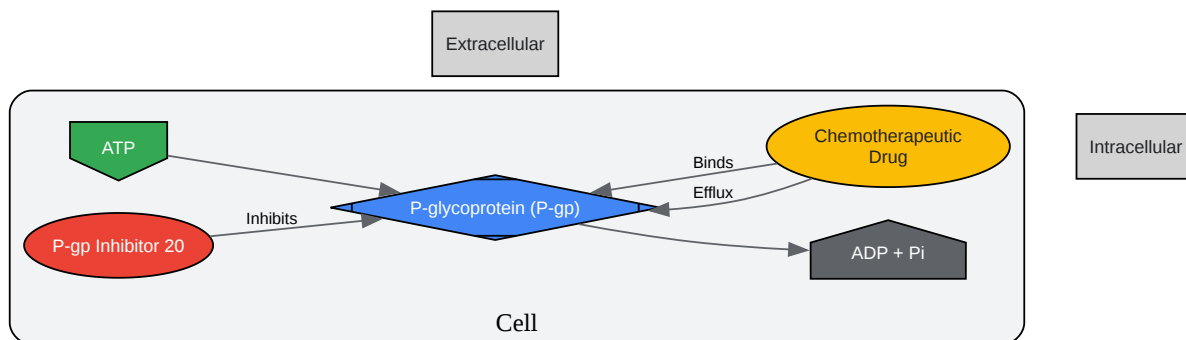 Extracellular
ATP
Chemotherapeutic
Drug
Intracellular
Binds
Efflux
P-glycoprotein (P-gp)
Inhibits
P-gp Inhibitor 20
ADP + Pi
Cell